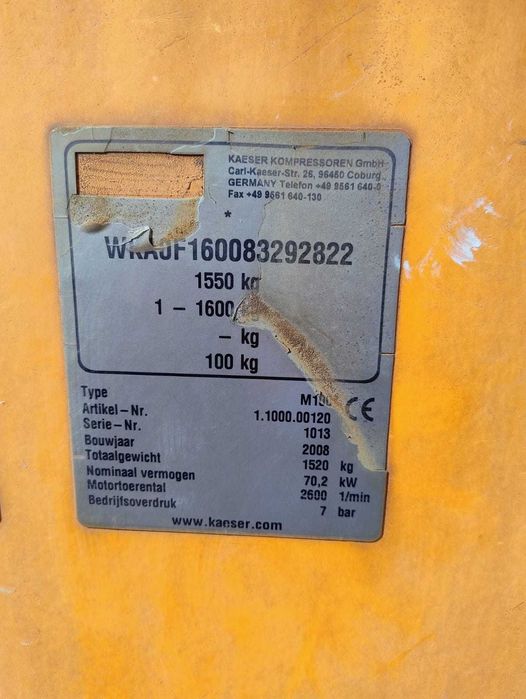 KAESER KOMPRESSOREN GmbH
Carl-Kaeser-Str. 26, 96450 Coburg
GERMANY Telefon +49 9561 640-0
Fax +49 9561 640-130
*
1550 kg
1 – 1600
– kg
100 kg
Type
Artikel–Nr. 1.1000.00120 CE
Serie–Nr. 1013
Bouwjaar 2008
Totaalgewicht 1520 kg
Nominaal vermogen 70,2 kW
Motortoerental 2600 1/min
Bedrijfsoverdruk 7 bar
www.kaeser.com